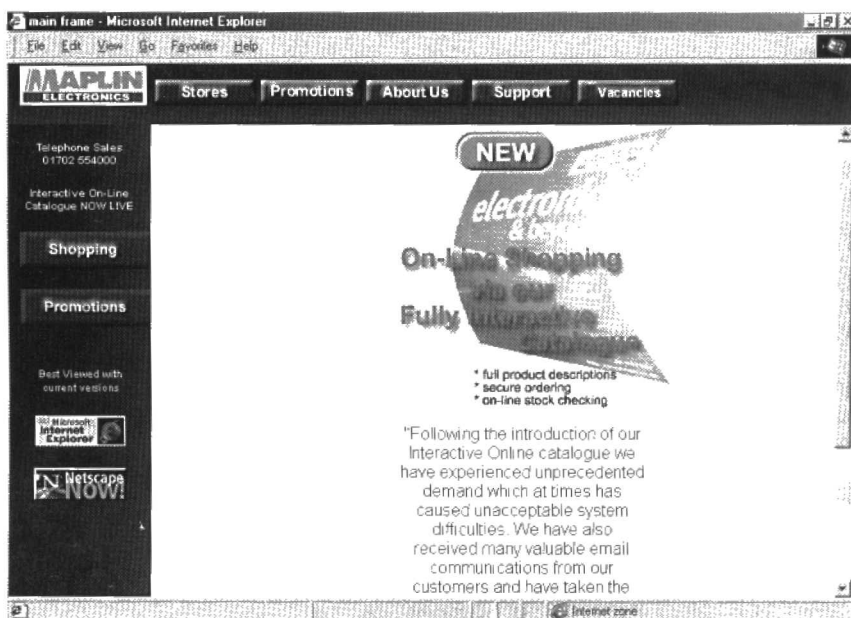 main frame - Microsoft Internet Explorer
File Edit View Go Favorites Help
MAPLIN
ELECTRONICS
Stores
Promotions
About Us
Support
Vacancies
Telephone Sales
01702 554000
Interactive On-Line
Catalogue NOW LIVE
Shopping
Promotions
Best Viewed with
current versions
Microsoft
Internet
Explorer
N Netscape
NOW!
NEW
On-Line Shopping
via our
Fully Interactive
Catalogue
* full product descriptions
* secure ordering
* on-line stock checking
"Following the introduction of our
Interactive Online catalogue we
have experienced unprecedented
demand which at times has
caused unacceptable system
difficulties. We have also
received many valuable email
communications from our
customers and have taken the
Internet zone